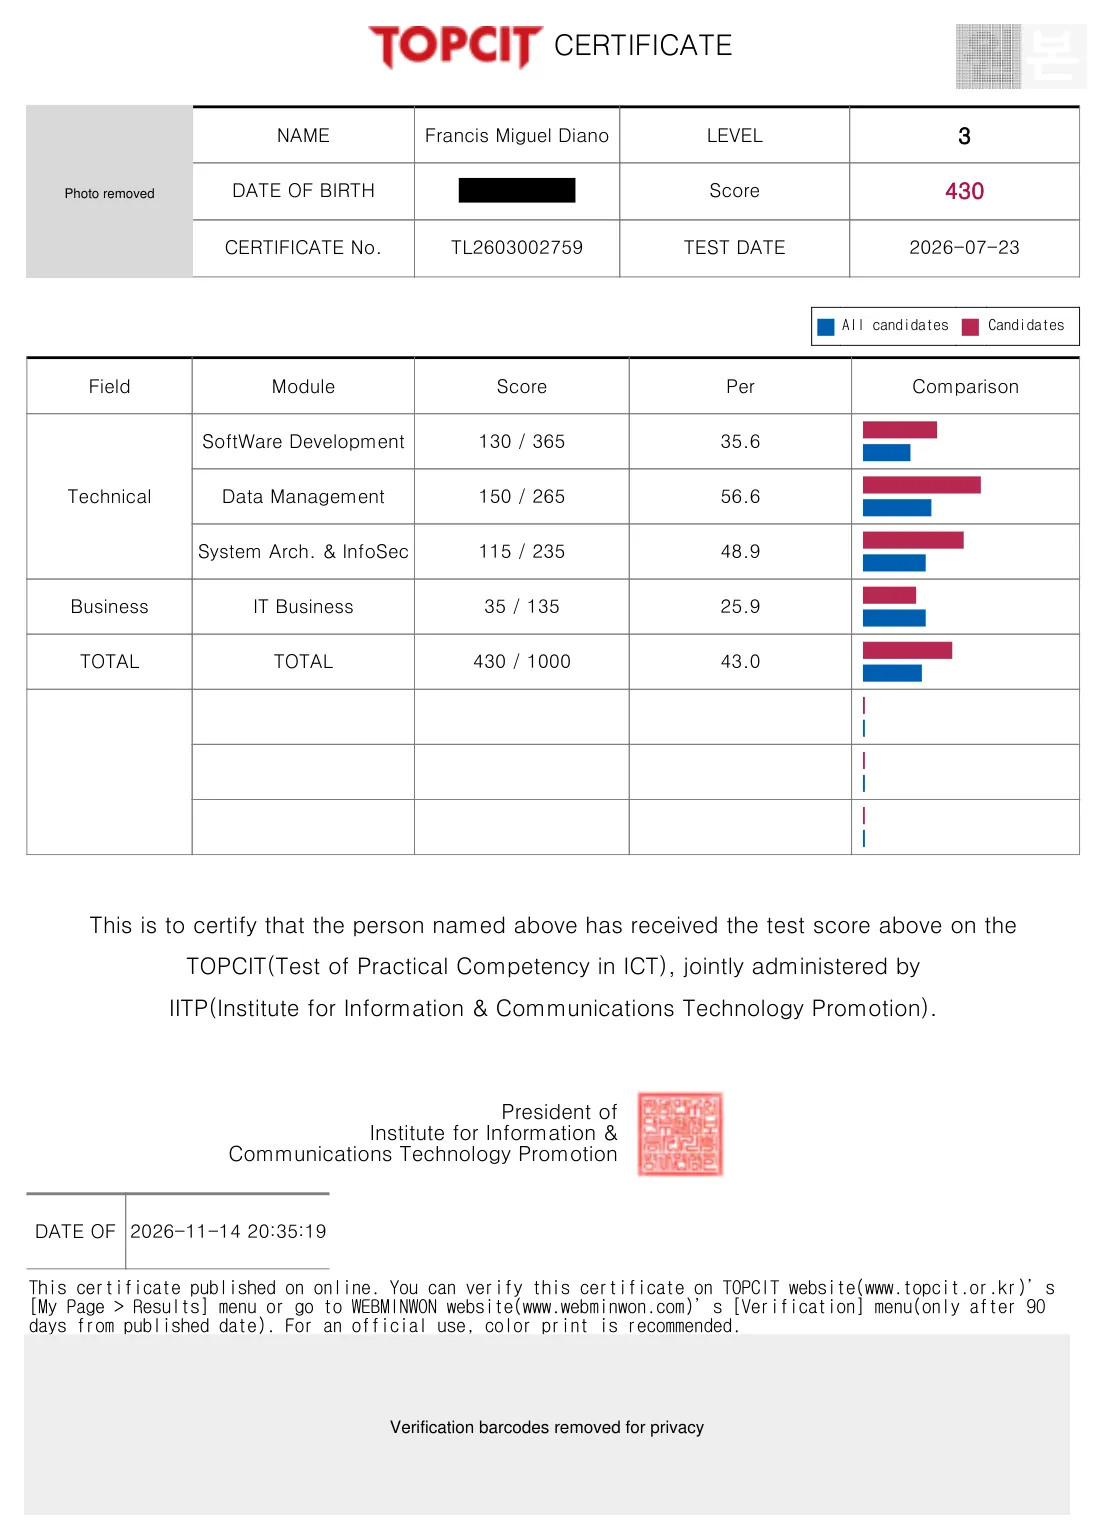 TOPCIT CERTIFICATE
원본
Photo removed
NAME Francis Miguel Diano LEVEL 3
DATE OF BIRTH Score 430
CERTIFICATE No. TL2603002759 TEST DATE 2026-07-23
All candidates Candidates
Field Module Score Per Comparison
Technical
SoftWare Development 130 / 365 35.6
Data Management 150 / 265 56.6
System Arch. & InfoSec 115 / 235 48.9
Business IT Business 35 / 135 25.9
TOTAL TOTAL 430 / 1000 43.0
This is to certify that the person named above has received the test score above on the
TOPCIT(Test of Practical Competency in ICT), jointly administered by
IITP(Institute for Information & Communications Technology Promotion).
President of
Institute for Information &
Communications Technology Promotion
DATE OF 2026-11-14 20:35:19
This certificate published on online. You can verify this certificate on TOPCIT website(www.topcit.or.kr)'s
[My Page > Results] menu or go to WEBMINWON website(www.webminwon.com)'s [Verification] menu(only after 90
days from published date). For an official use, color print is recommended.
Verification barcodes removed for privacy